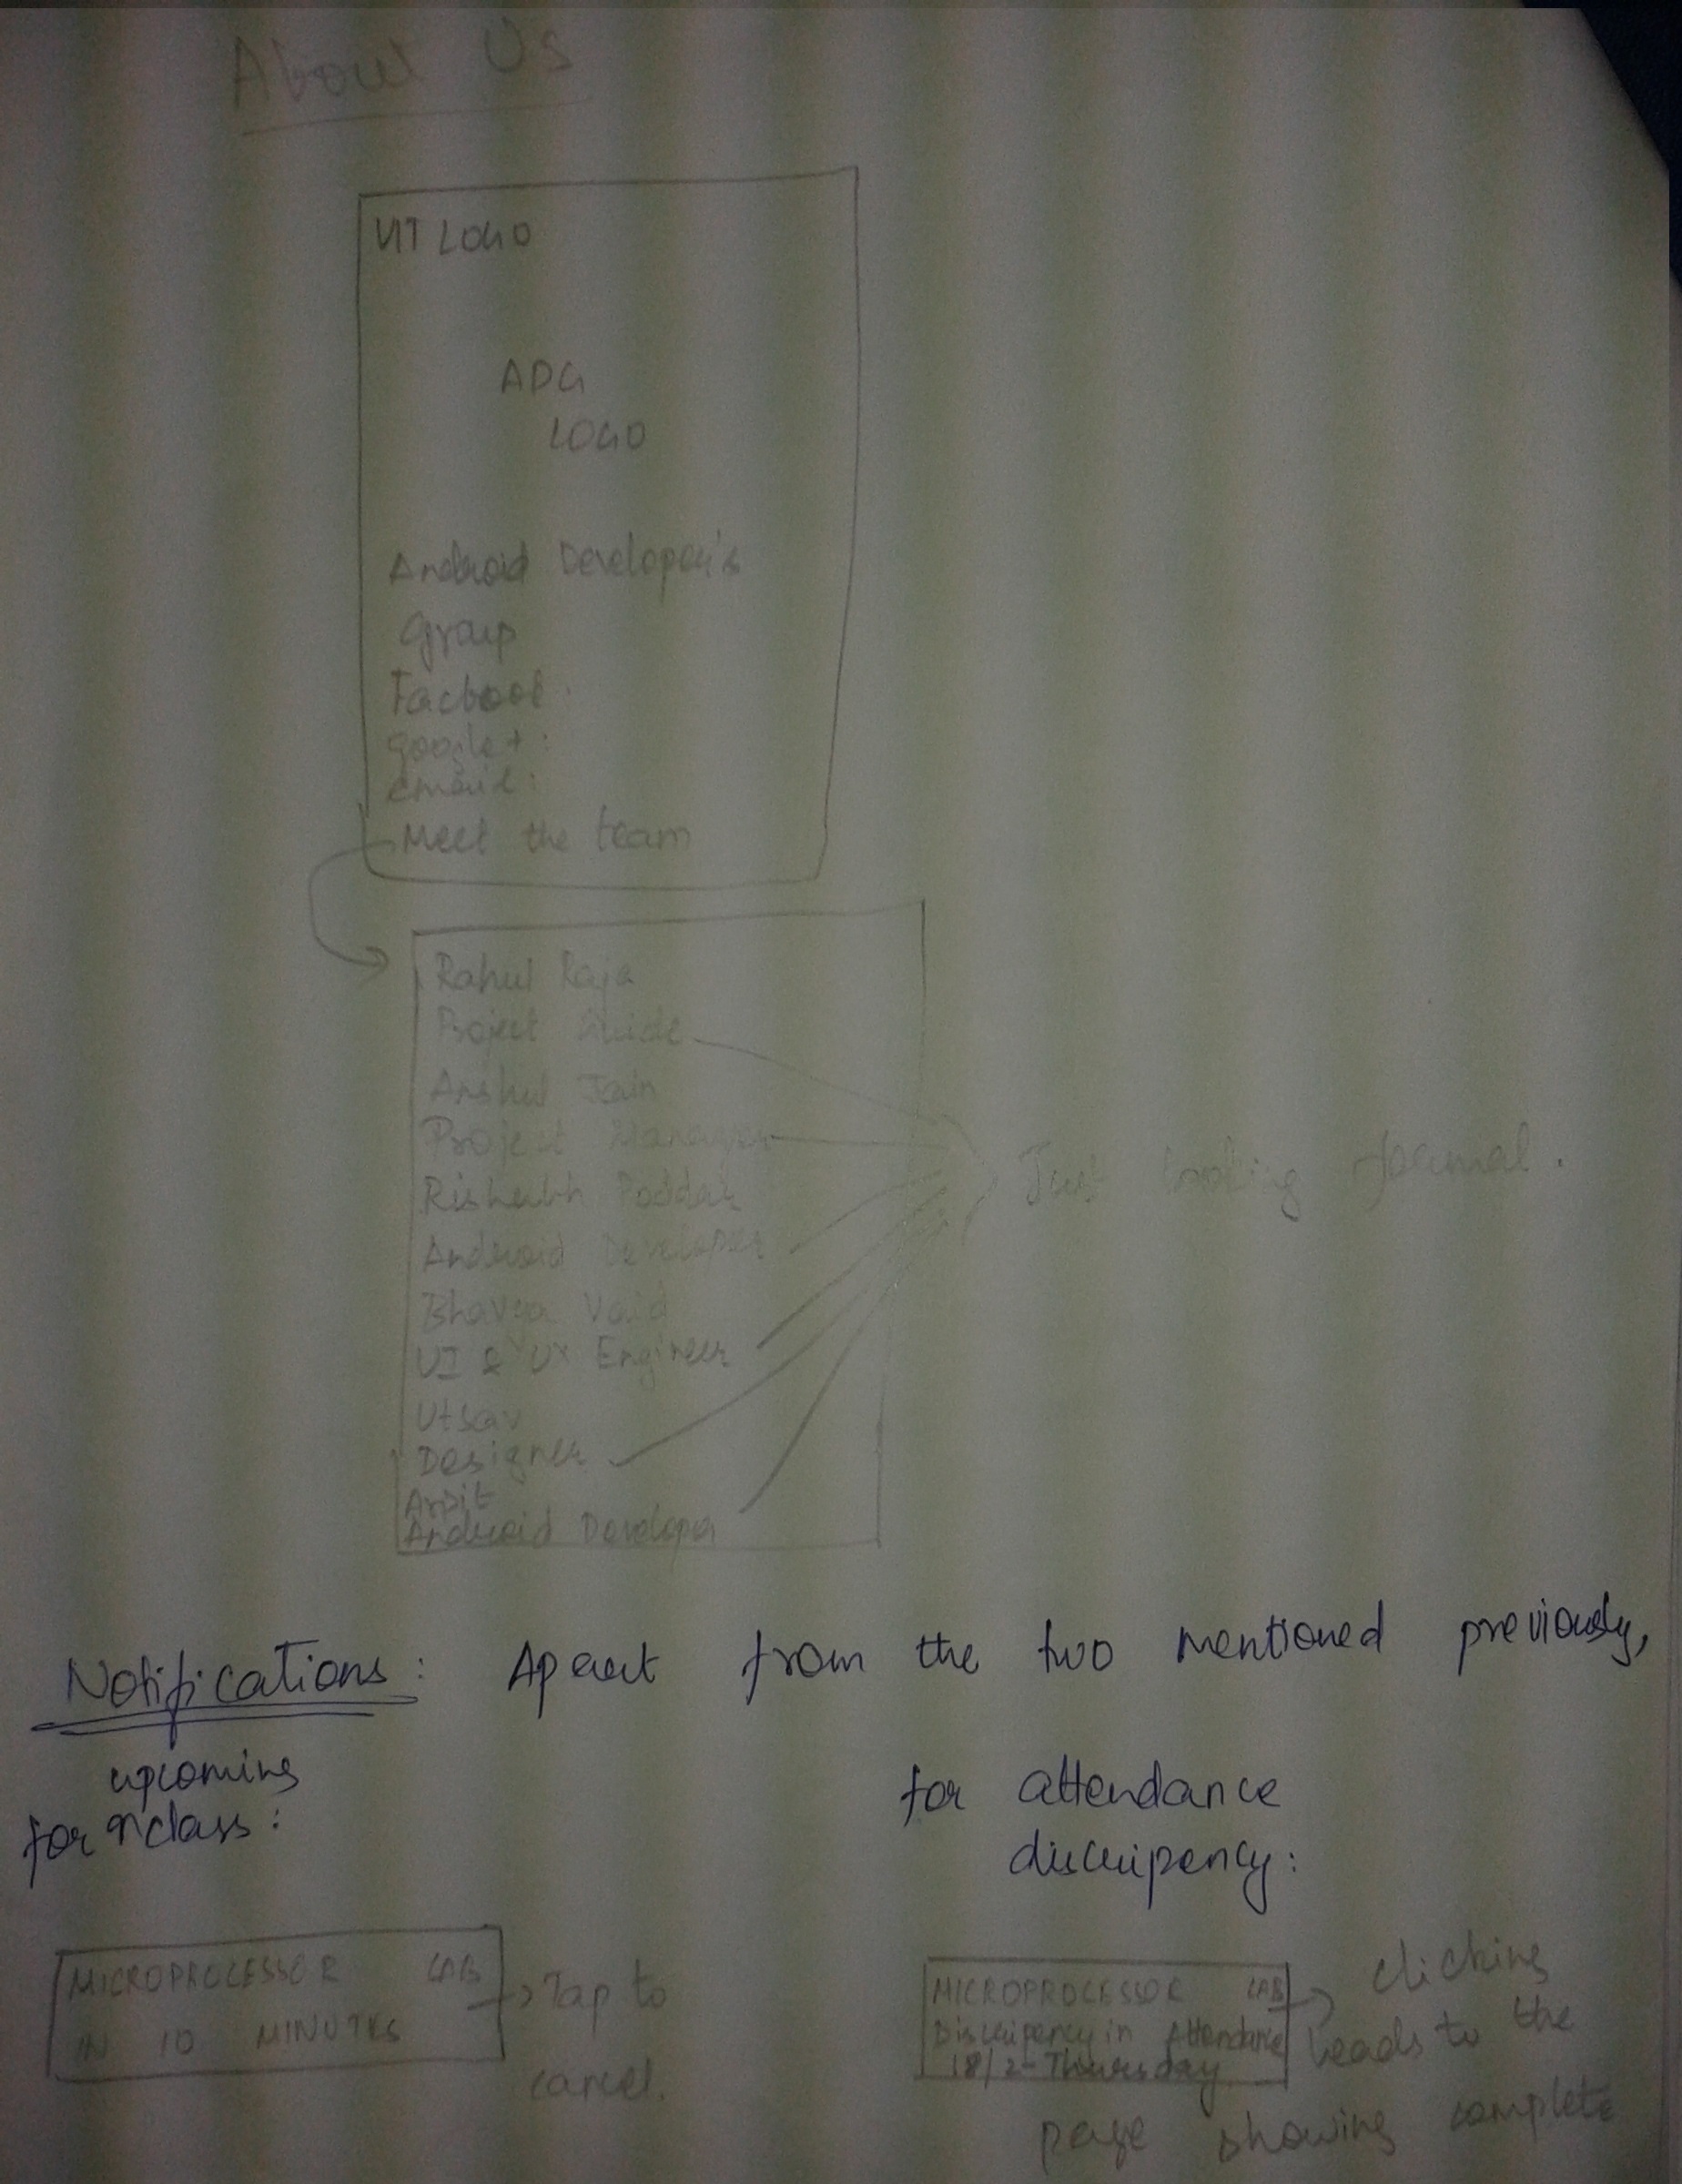 About Us
VIT LOGO
ADG
LOGO
Android Developer's
Group
Facbook
google+:
email:
Meet the team
Rahul Raja
Project Guide
Anshul Jain
Project Manager
Rishabh Poddar
Android Developer
Bhavya Vaid
UI & UX Engineer
Utsav
Designer
Arpit
Android Developer
Just looking formal.
Notifications: Apart from the two mentioned previously,
upcoming
for class:
for attendance
discripency:
MICROPROCESSOR LAB
IN 10 MINUTES
Tap to
cancel.
MICROPROCESSOR LAB
Discripency in Attendance
18/2 - Thursday
clicking
leads to the
page showing complete